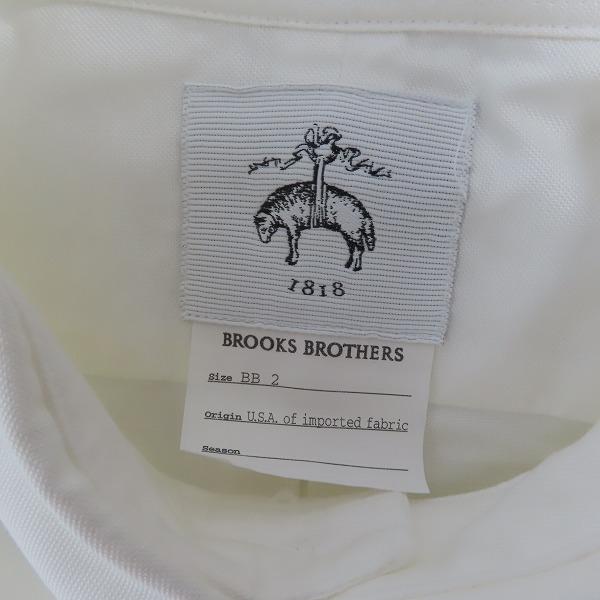 1818
BROOKS BROTHERS
Size BB 2
Origin U.S.A. of imported fabric
Season